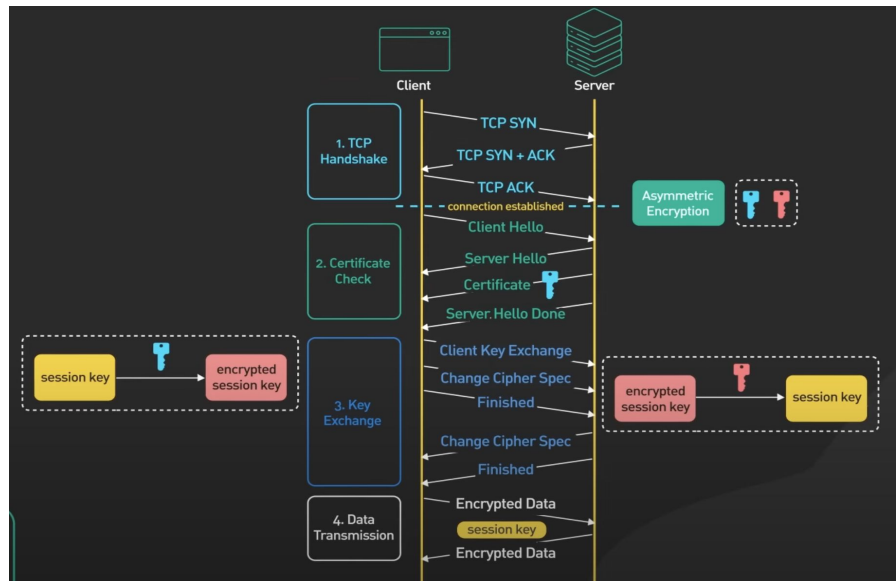 Client
Server
1. TCP
Handshake
TCP SYN
TCP SYN + ACK
TCP ACK
connection established
Asymmetric
Encryption
2. Certificate
Check
Client Hello
Server Hello
Certificate
Server Hello Done
session key
encrypted
session key
3. Key
Exchange
Client Key Exchange
Change Cipher Spec
Finished
Change Cipher Spec
Finished
encrypted
session key
session key
4. Data
Transmission
Encrypted Data
session key
Encrypted Data